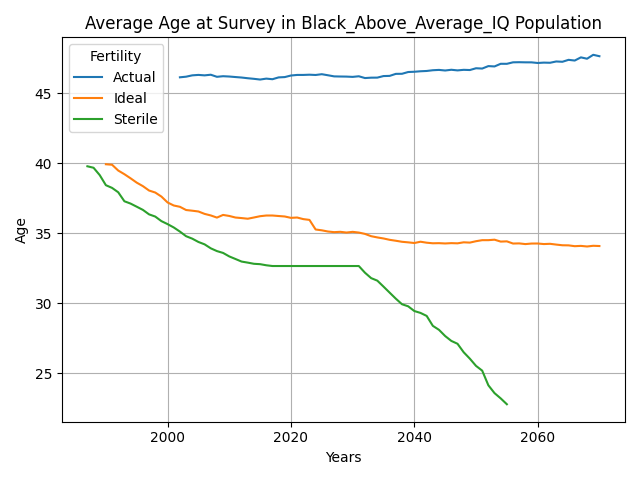 Average Age at Survey in Black_Above_Average_IQ Population
Fertility
Actual
Ideal
Sterile
45
40
35
30
25
Age
2000
2020
2040
2060
Years